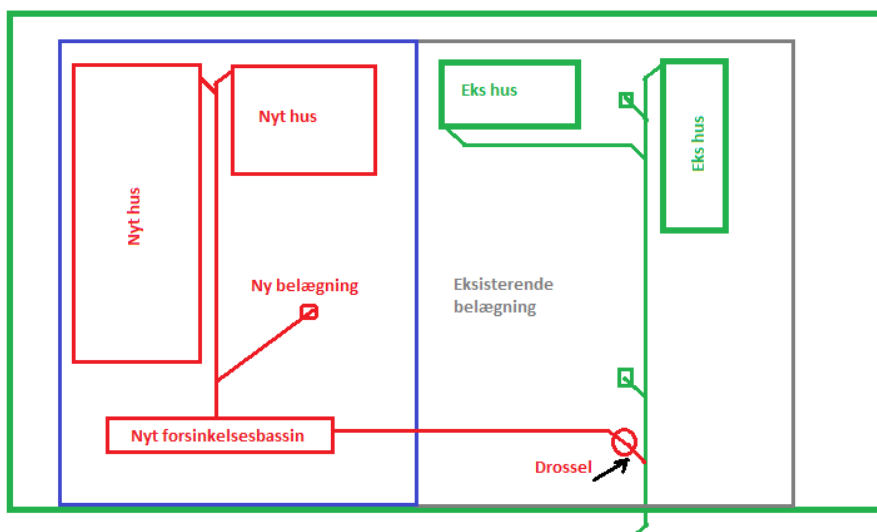 Nyt hus
Nyt hus
Eks hus
Eks hus
Ny belægning
Eksisterende
belægning
Nyt forsinkelsesbassin
Drossel